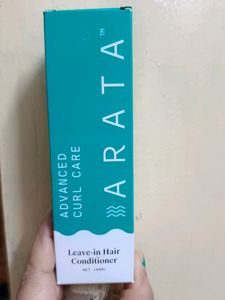 ARATA™
ADVANCED
CURL CARE
Leave-in Hair
Conditioner